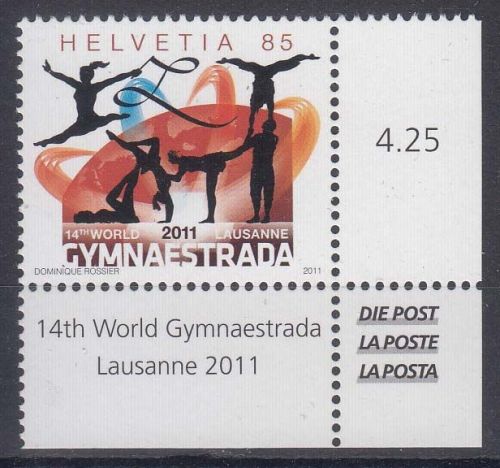 HELVETIA 85
14TH WORLD 2011 LAUSANNE
GYMNAESTRADA
DOMINIQUE ROSSIER 2011
4.25
14th World Gymnaestrada
Lausanne 2011
DIE POST
LA POSTE
LA POSTA